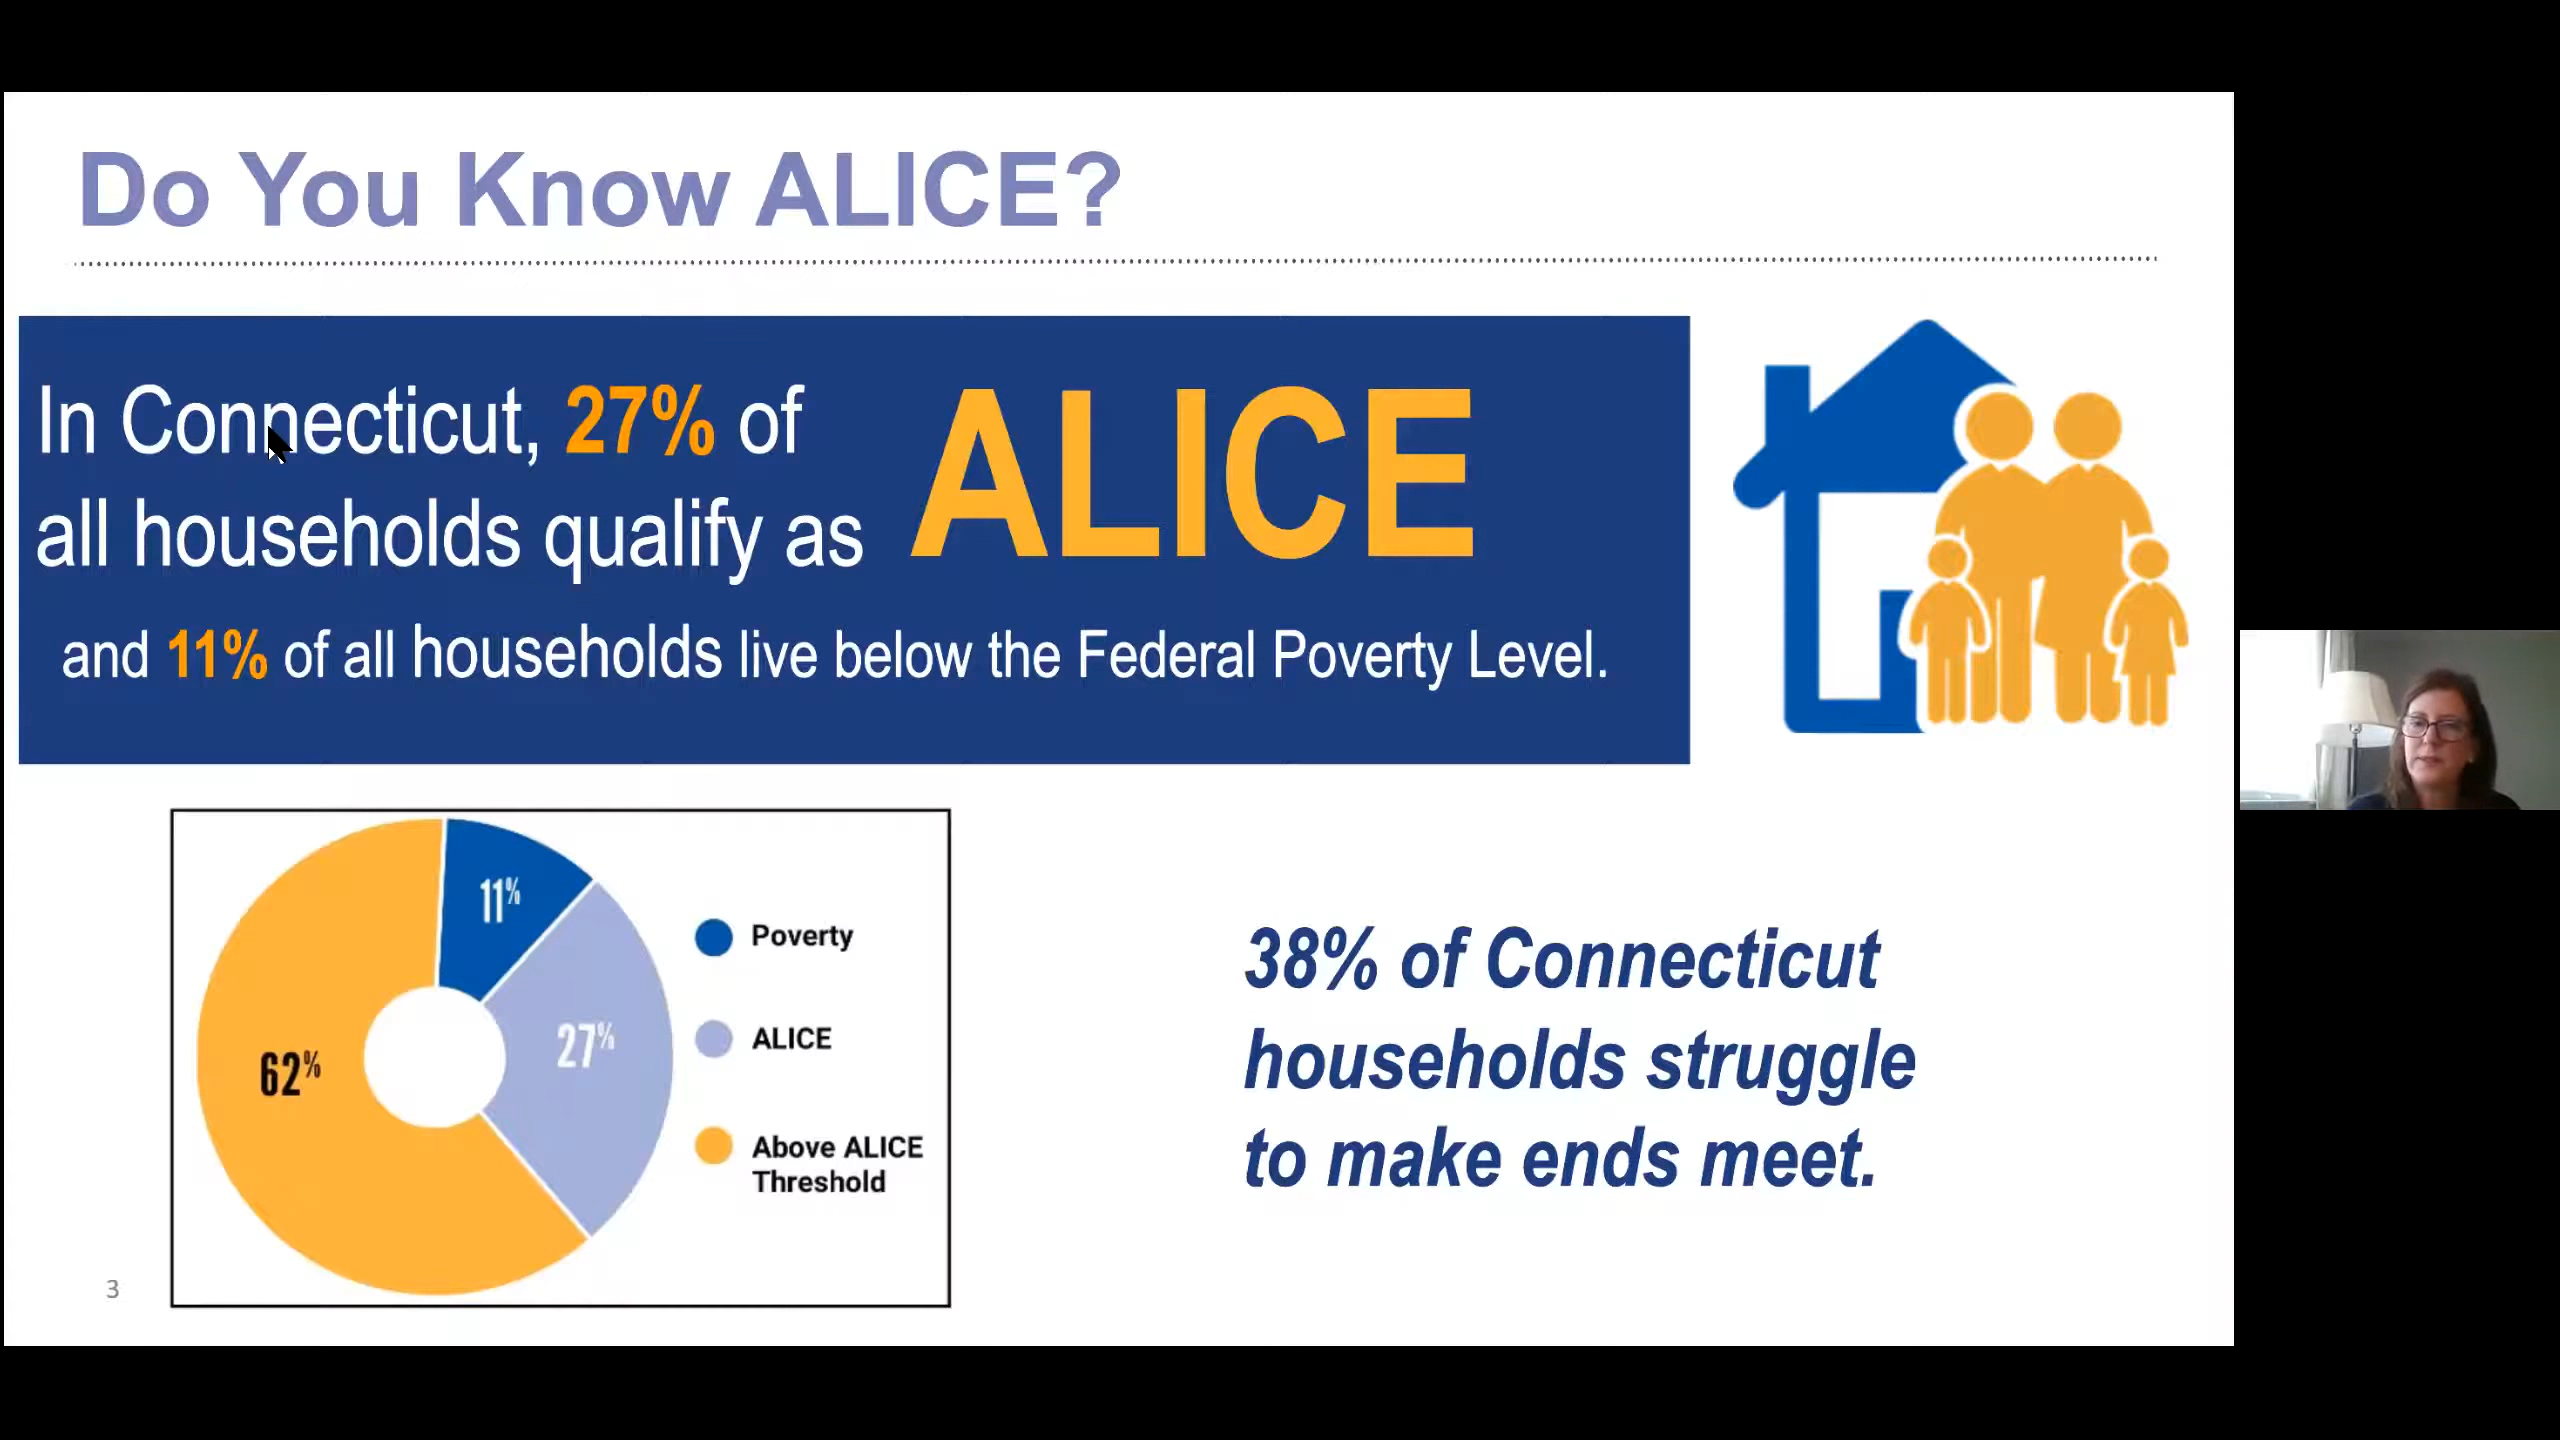 Do You Know ALICE?
In Connecticut, 27% of
all households qualify as
ALICE
and 11% of all households live below the Federal Poverty Level.
11%
27%
62%
Poverty
ALICE
Above ALICE
Threshold
38% of Connecticut
households struggle
to make ends meet.
3